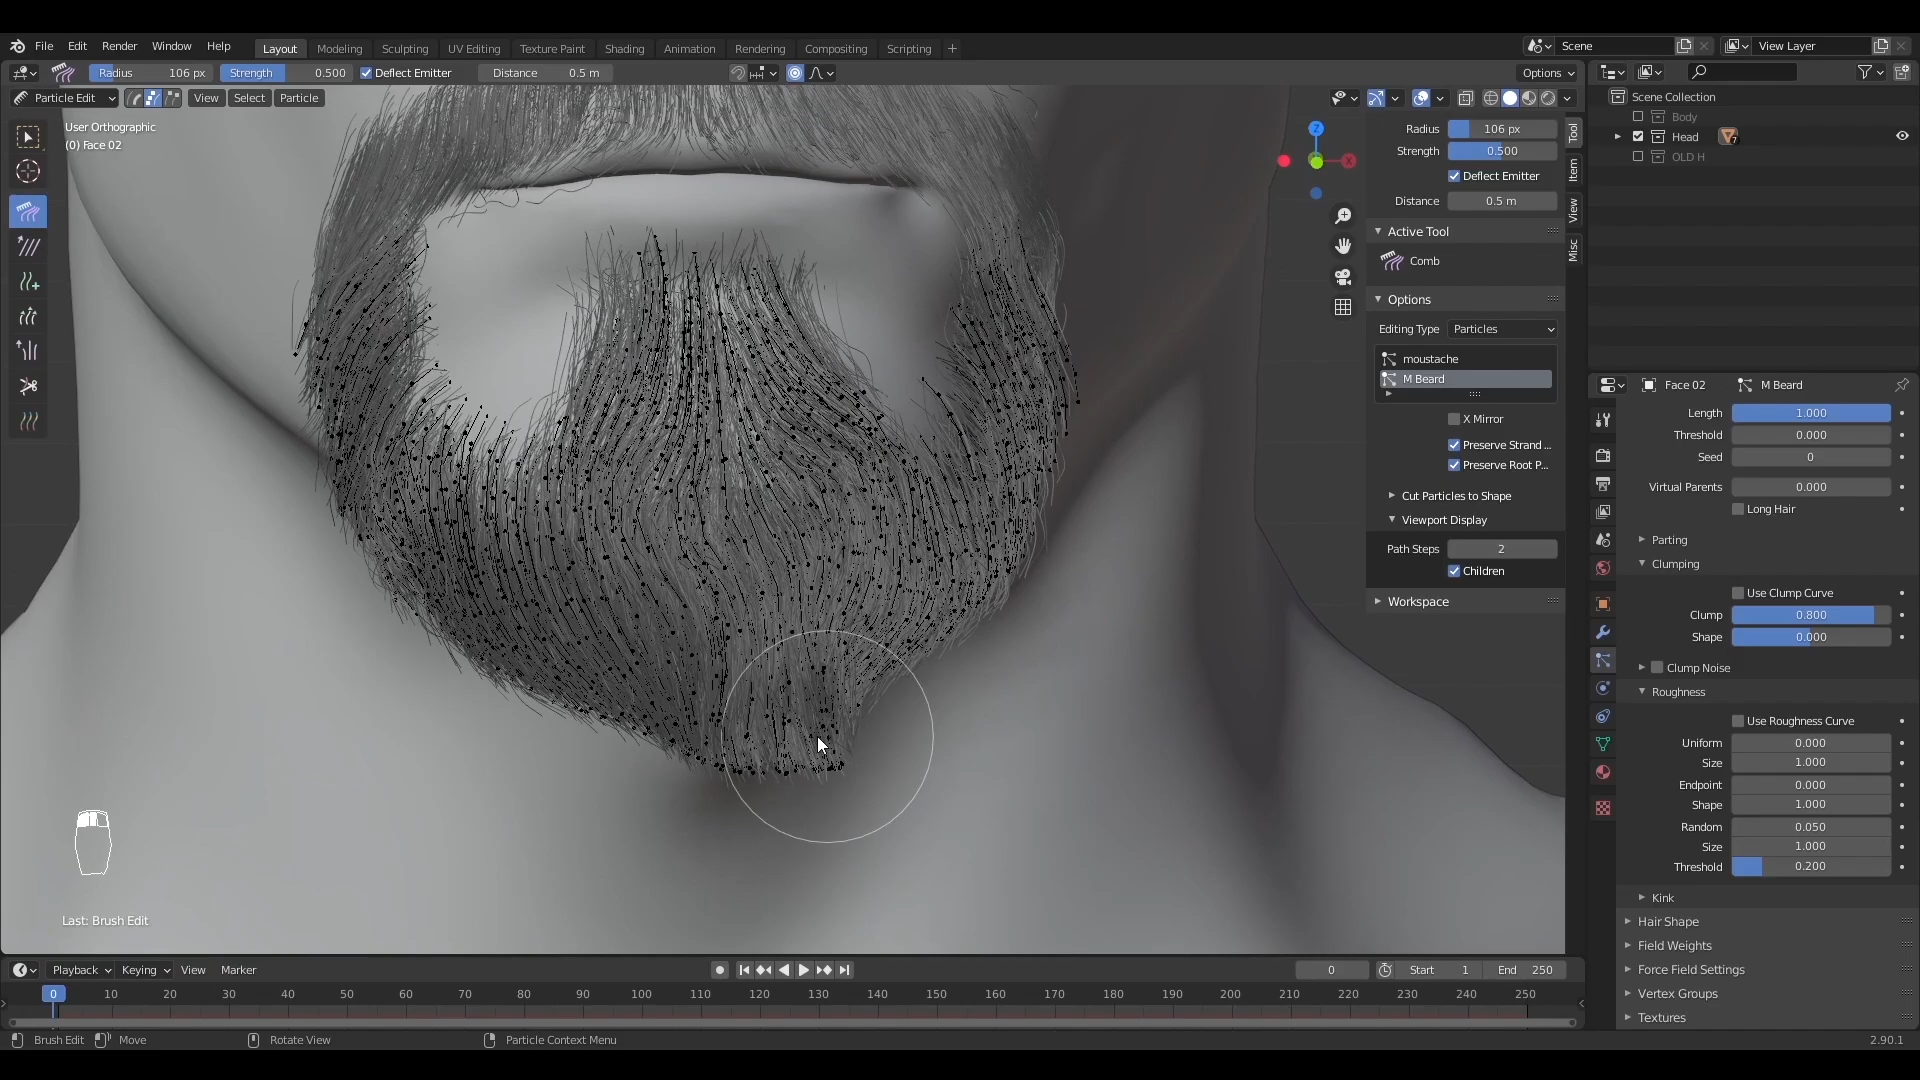 File Edit Render Window Help Layout Modeling Sculpting UV Editing Texture Paint Shading Animation Rendering Compositing Scripting + Scene View Layer
Radius 106 px Strength 0.500 Deflect Emitter Distance 0.5 m Options
Particle Edit View Select Particle
User Orthographic
(0) Face 02
Z
X
Radius 106 px
Strength 0.500
Deflect Emitter
Distance 0.5 m
Active Tool
Comb
Options
Editing Type Particles
moustache
M Beard
X Mirror
Preserve Strand ...
Preserve Root P...
Cut Particles to Shape
Viewport Display
Path Steps 2
Children
Workspace
Tool
Item
View
Misc
Scene Collection
Body
Head 7
OLD H
Face 02 M Beard
Length 1.000
Threshold 0.000
Seed 0
Virtual Parents 0.000
Long Hair
Parting
Clumping
Use Clump Curve
Clump 0.800
Shape 0.000
Clump Noise
Roughness
Use Roughness Curve
Uniform 0.000
Size 1.000
Endpoint 0.000
Shape 1.000
Random 0.050
Size 1.000
Threshold 0.200
Kink
Hair Shape
Field Weights
Force Field Settings
Vertex Groups
Textures
Last: Brush Edit
Playback Keying View Marker 0 Start 1 End 250
0 10 20 30 40 50 60 70 80 90 100 110 120 130 140 150 160 170 180 190 200 210 220 230 240 250
Brush Edit Move Rotate View Particle Context Menu 2.90.1